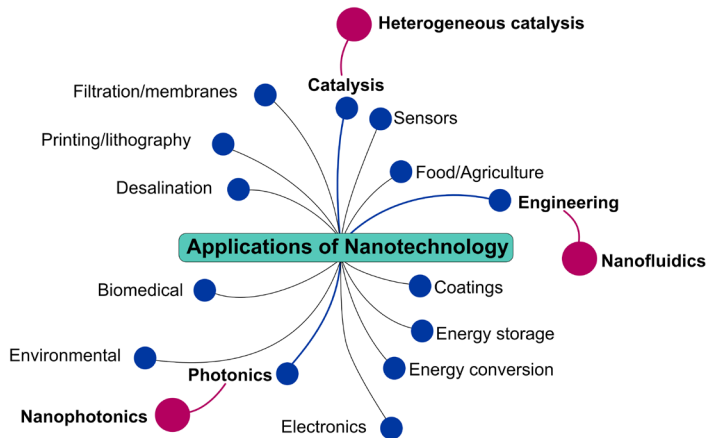 Heterogeneous catalysis
Catalysis
Filtration/membranes
Sensors
Printing/lithography
Food/Agriculture
Desalination
Engineering
Applications of Nanotechnology
Nanofluidics
Biomedical
Coatings
Energy storage
Environmental
Photonics
Energy conversion
Nanophotonics
Electronics